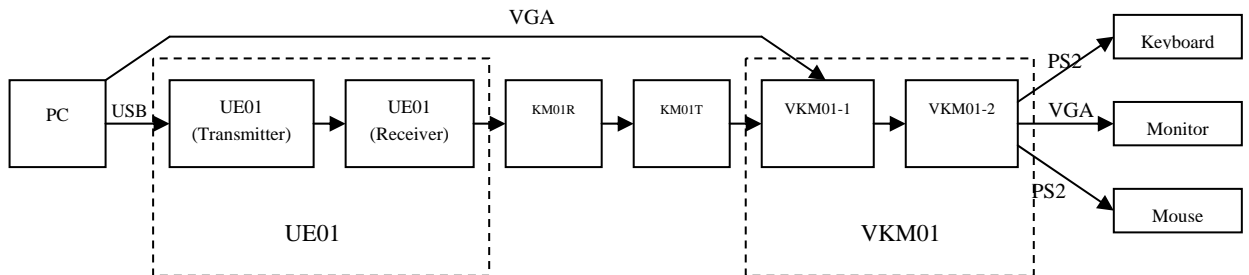 VGA
Keyboard
PS2
PC
USB
UE01
(Transmitter)
UE01
(Receiver)
KM01R
KM01T
VKM01-1
VKM01-2
VGA
Monitor
PS2
Mouse
UE01
VKM01